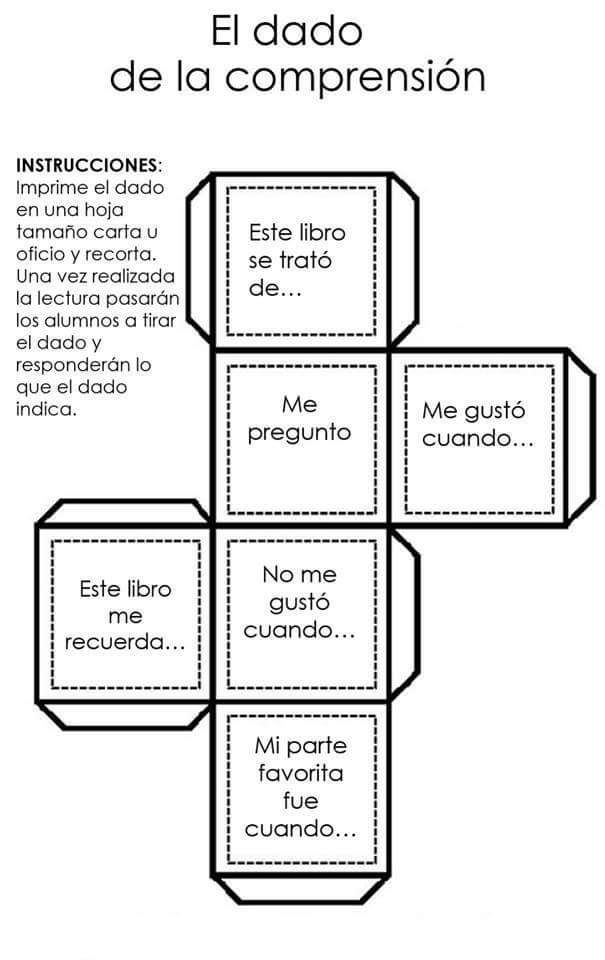 El dado
de la comprensión
INSTRUCCIONES:
Imprime el dado
en una hoja
tamaño carta u
oficio y recorta.
Una vez realizada
la lectura pasarán
los alumnos a tirar
el dado y
responderán lo
que el dado
indica.
Este libro
se trató
de...
Me
pregunto
Me gustó
cuando...
Este libro
me
recuerda...
No me
gustó
cuando...
Mi parte
favorita
fue
cuando...